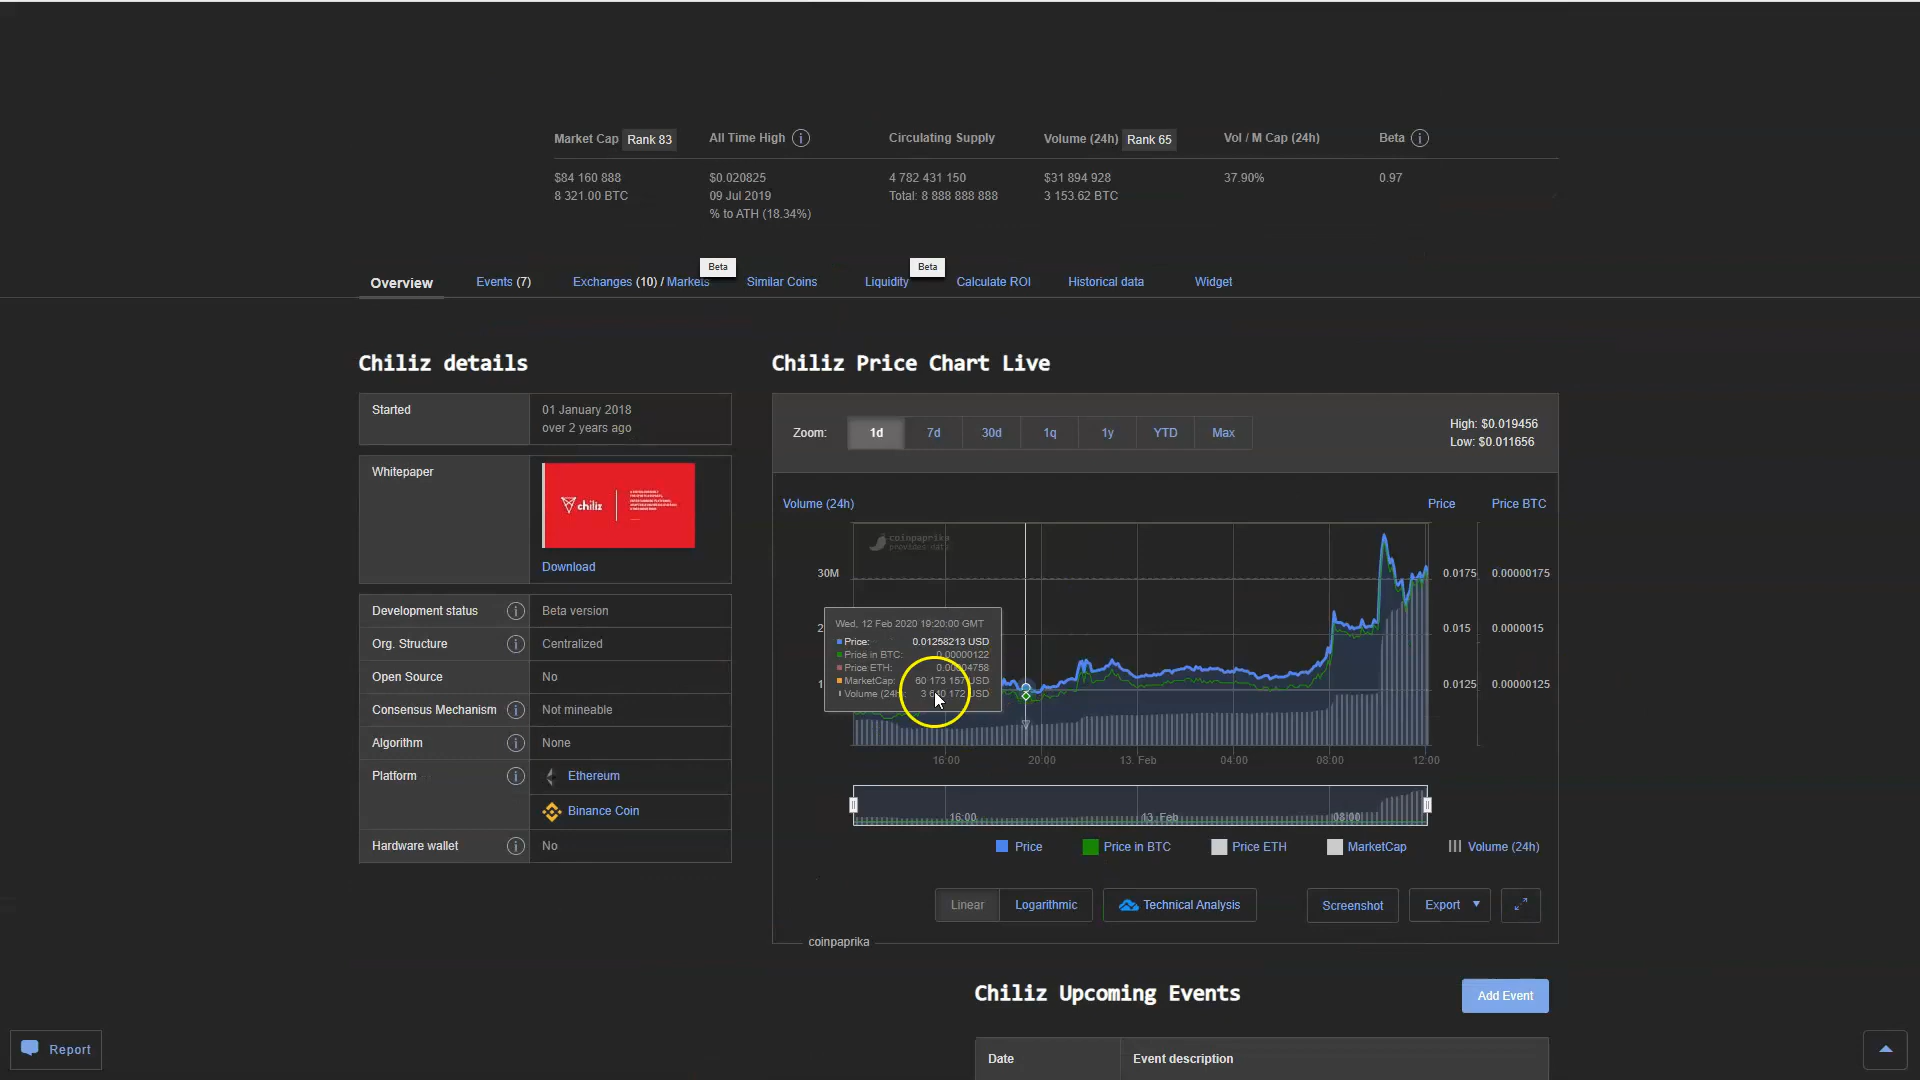 Market Cap Rank 83 All Time High Circulating Supply Volume (24h) Rank 65 Vol / M Cap (24h) Beta
$84 160 888 $0.020825 4 782 431 150 $31 894 928 37.90% 0.97
8 321.00 BTC 09 Jul 2019 Total: 8 888 888 888 3 153.62 BTC
% to ATH (18.34%)
Beta Beta
Overview Events (7) Exchanges (10) / Markets Similar Coins Liquidity Calculate ROI Historical data Widget
Chiliz details
Started 01 January 2018
over 2 years ago
Whitepaper
chiliz
Download
Development status Beta version
Org. Structure Centralized
Open Source No
Consensus Mechanism Not mineable
Algorithm None
Platform Ethereum
Binance Coin
Hardware wallet No
Chiliz Price Chart Live
Zoom: 1d 7d 30d 1q 1y YTD Max
High: $0.019456
Low: $0.011656
Volume (24h) Price Price BTC
coinpaprika
30M 0.0175 0.00000175
0.015 0.0000015
0.0125 0.00000125
Wed, 12 Feb 2020 19:20:00 GMT
Price: 0.01258213 USD
Price in BTC: 0.00000122
Price ETH: 0.00004758
MarketCap: 60 173 157 USD
Volume (24h): 172 USD
16:00 20:00 13. Feb 04:00 08:00 12:00
16:00 13. Feb 08:00
Price Price in BTC Price ETH MarketCap Volume (24h)
Linear Logarithmic Technical Analysis Screenshot Export
coinpaprika
Chiliz Upcoming Events
Add Event
Date Event description
Report